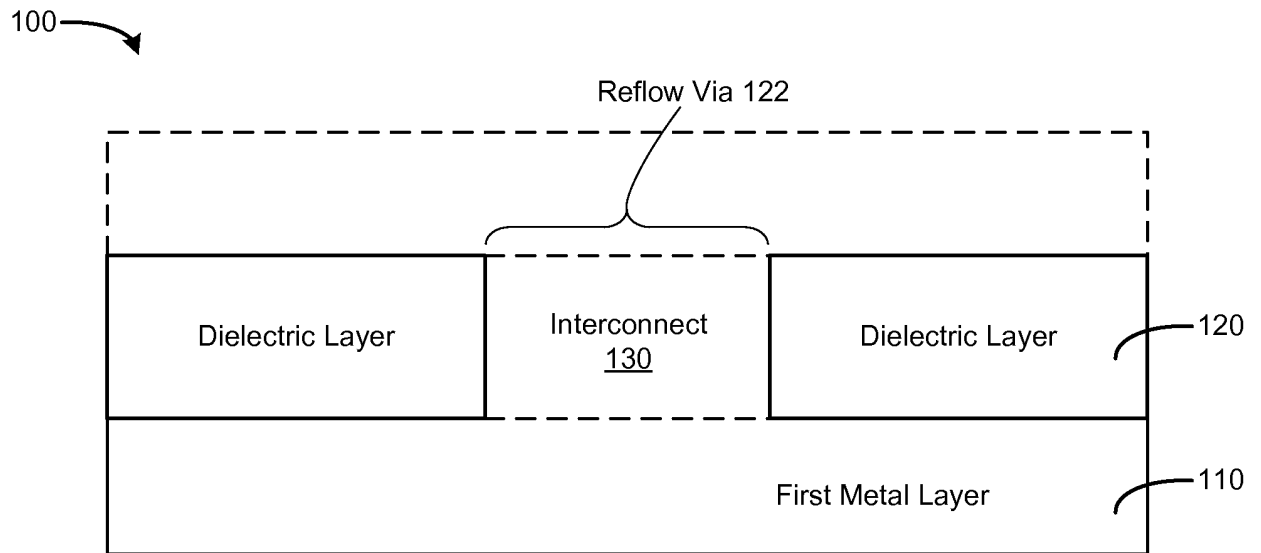 100
Reflow Via 122
Dielectric Layer
Interconnect
130
Dielectric Layer
120
First Metal Layer
110